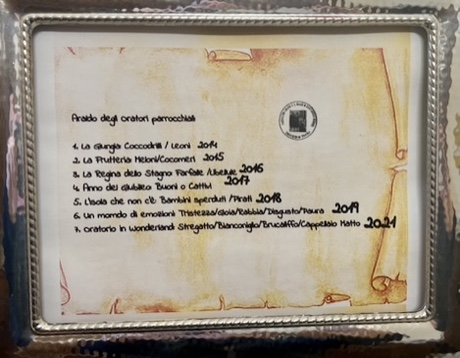 Araldo degli oratori parrocchiali
1. La giungla Coccodrilli / Leoni 2014
2. La Frutteria Meloni/Cocomeri 2015
3. La Regina dello Stagno Farfalle /Libellule 2016
4. Anno del giubileo Buoni o Cattivi 2017
5. L'isola che non c'è Bambini sperduti /Pirati 2018
6. Un mondo di emozioni Tristezza/Gioia/Rabbia/Disgusto/Paura 2019
7. Oratorio in Wonderland Stregatto/Bianconiglio/Brucaliffo/Cappellaio Matto 2021